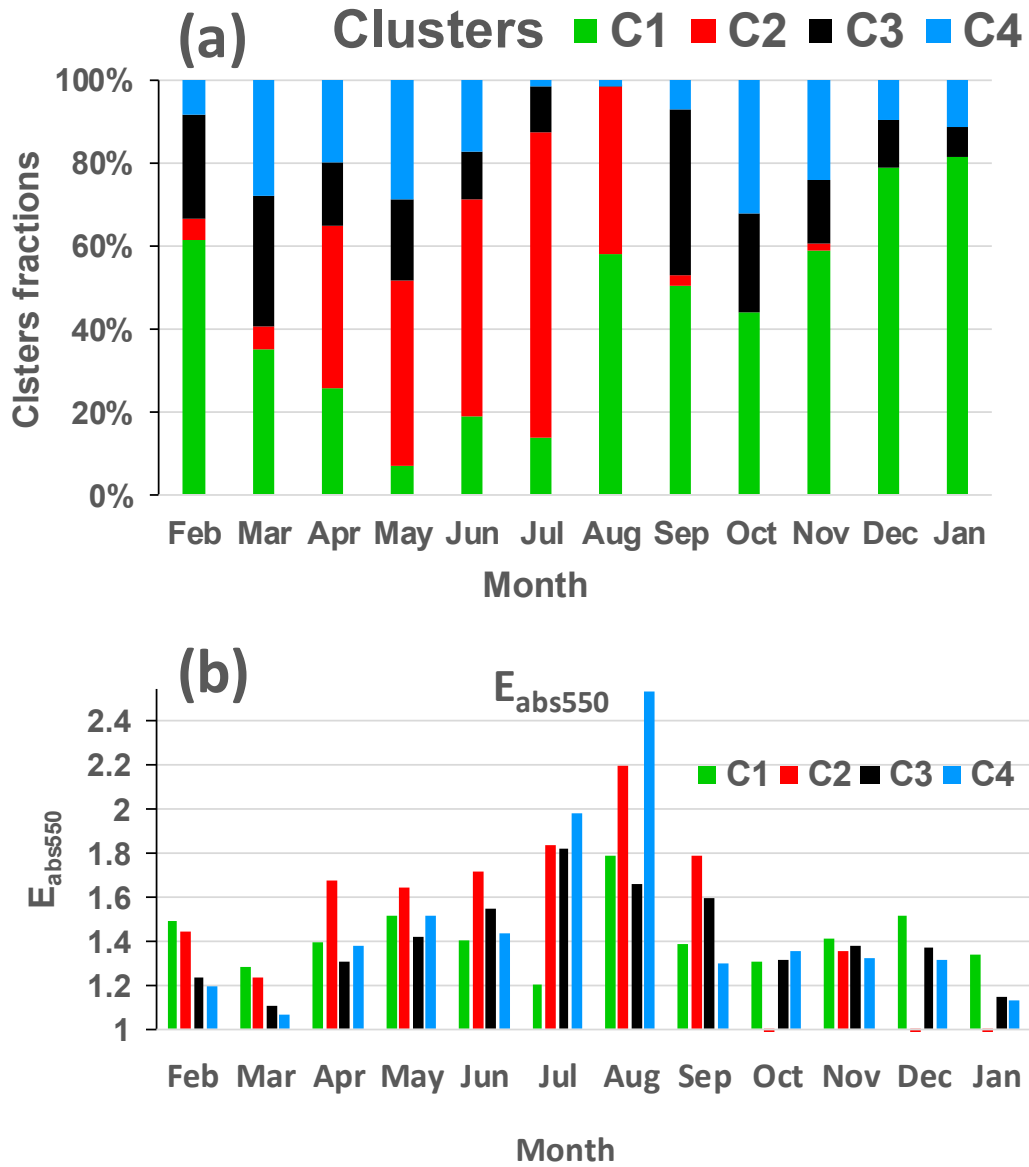 (a) Clusters C1 C2 C3 C4
100%
80%
60%
40%
20%
0%
Clsters fractions
Feb Mar Apr May Jun Jul Aug Sep Oct Nov Dec Jan
Month
(b)
Eabs550
C1 C2 C3 C4
2.4
2.2
2
1.8
1.6
1.4
1.2
1
Eabs550
Feb Mar Apr May Jun Jul Aug Sep Oct Nov Dec Jan
Month